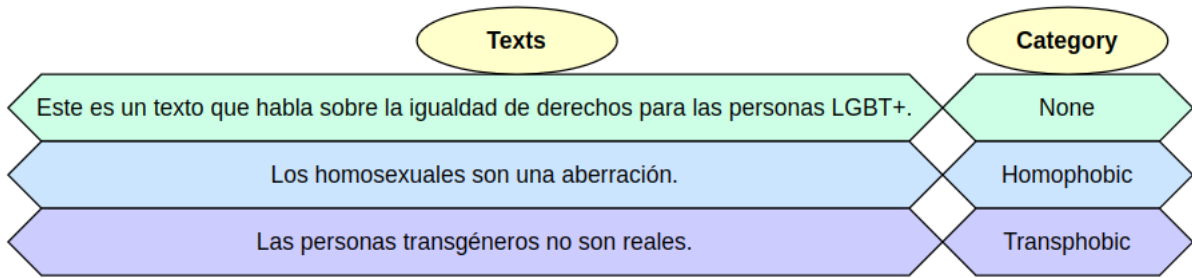 Texts Category
Este es un texto que habla sobre la igualdad de derechos para las personas LGBT+. None
Los homosexuales son una aberración. Homophobic
Las personas transgéneros no son reales. Transphobic